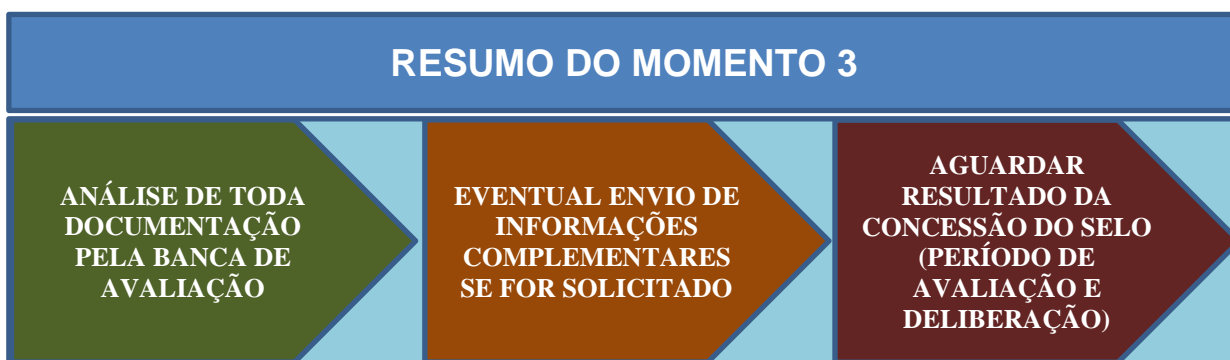 RESUMO DO MOMENTO 3
ANÁLISE DE TODA
DOCUMENTAÇÃO
PELA BANCA DE
AVALIAÇÃO
EVENTUAL ENVIO DE
INFORMAÇÕES
COMPLEMENTARES
SE FOR SOLICITADO
AGUARDAR
RESULTADO DA
CONCESSÃO DO SELO
(PERÍODO DE
AVALIAÇÃO E
DELIBERAÇÃO)